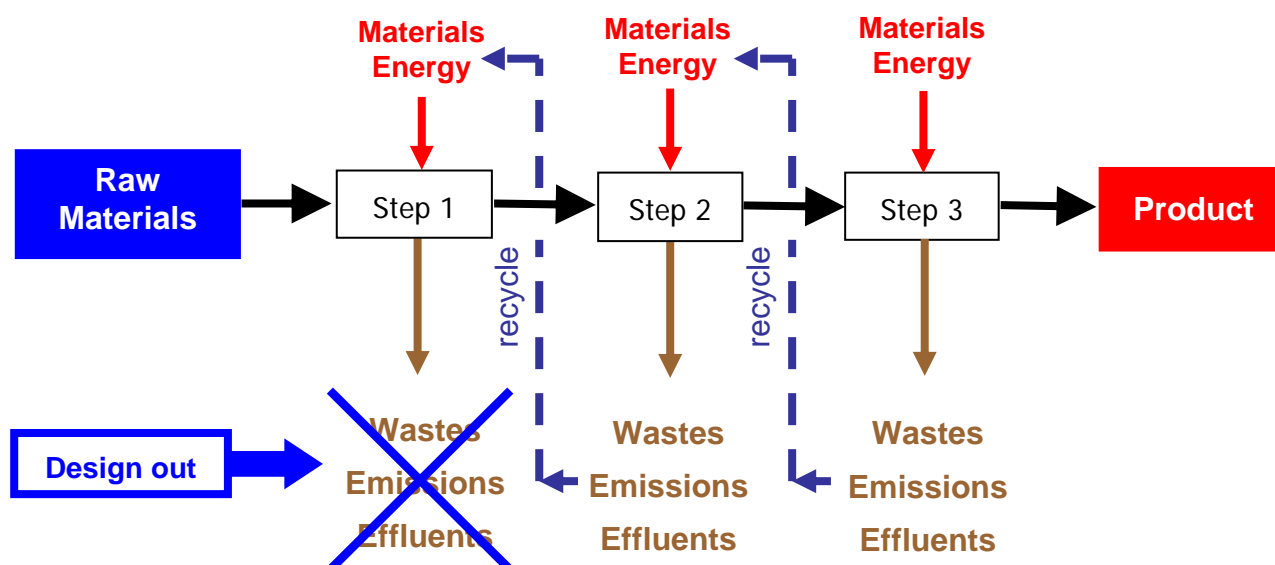 Materials
Energy
Materials
Energy
Materials
Energy
Raw
Materials
Step 1
Step 2
Step 3
Product
recycle
recycle
Design out
Wastes
Emissions
Effluents
Wastes
Emissions
Effluents
Wastes
Emissions
Effluents